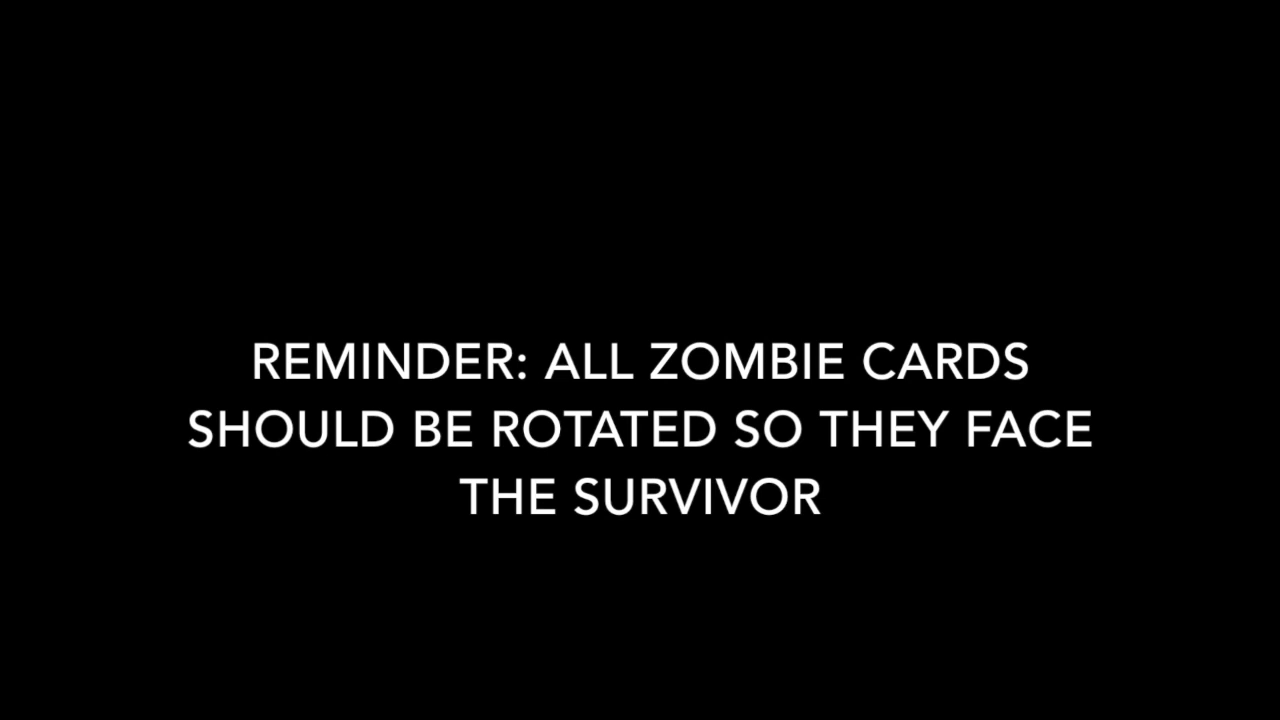 REMINDER: ALL ZOMBIE CARDS
SHOULD BE ROTATED SO THEY FACE
THE SURVIVOR